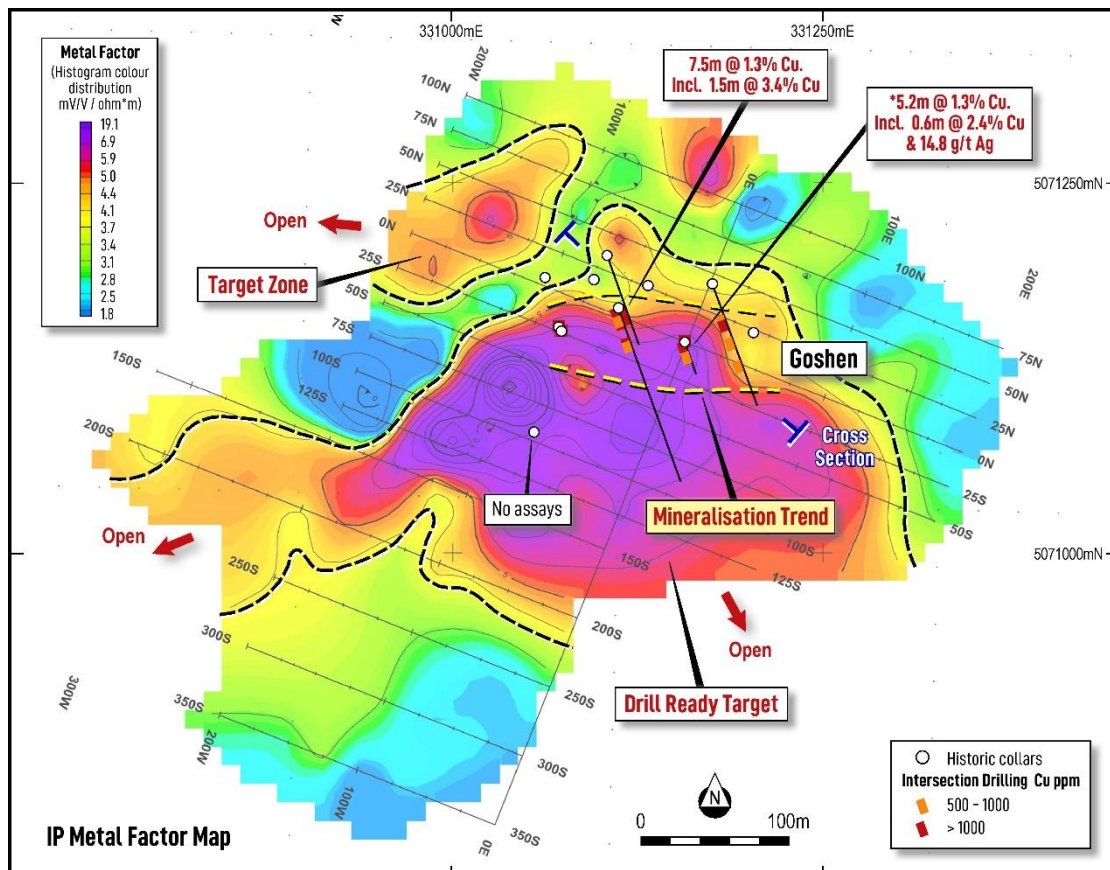 331000mE
331250mE
W
W
Metal Factor
(Histogram colour
distribution
mV/V / ohm*m)
19.1
6.9
5.9
5.0
4.4
4.1
3.7
3.4
3.1
2.8
2.5
1.8
7.5m @ 1.3% Cu.
Incl. 1.5m @ 3.4% Cu
*5.2m @ 1.3% Cu.
Incl. 0.6m @ 2.4% Cu
& 14.8 g/t Ag
200W
100N
75N
50N
25N
0N
25S
50S
75S
100S
125S
150S
200S
100W
0E
100E
200E
5071250mN
Open
Target Zone
100N
75N
50N
25N
0N
25S
50S
Goshen
Cross
Section
No assays
Mineralisation Trend
5071000mN
Open
100S
125S
150S
200S
250S
250S
300S
300S
350S
350S
300W
200W
100W
0E
Open
Drill Ready Target
N
0
100m
IP Metal Factor Map
Historic collars
Intersection Drilling Cu ppm
500 - 1000
> 1000